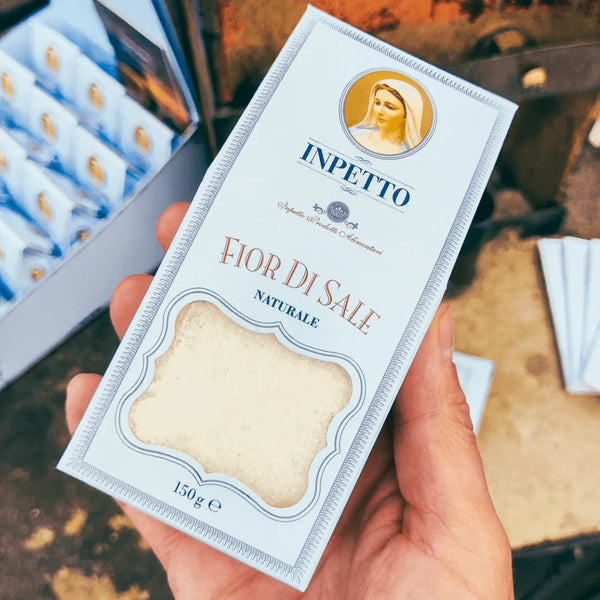 INPETTO
Inpetto Prodotti Alimentari
FIOR DI SALE
NATURALE
150g ℮